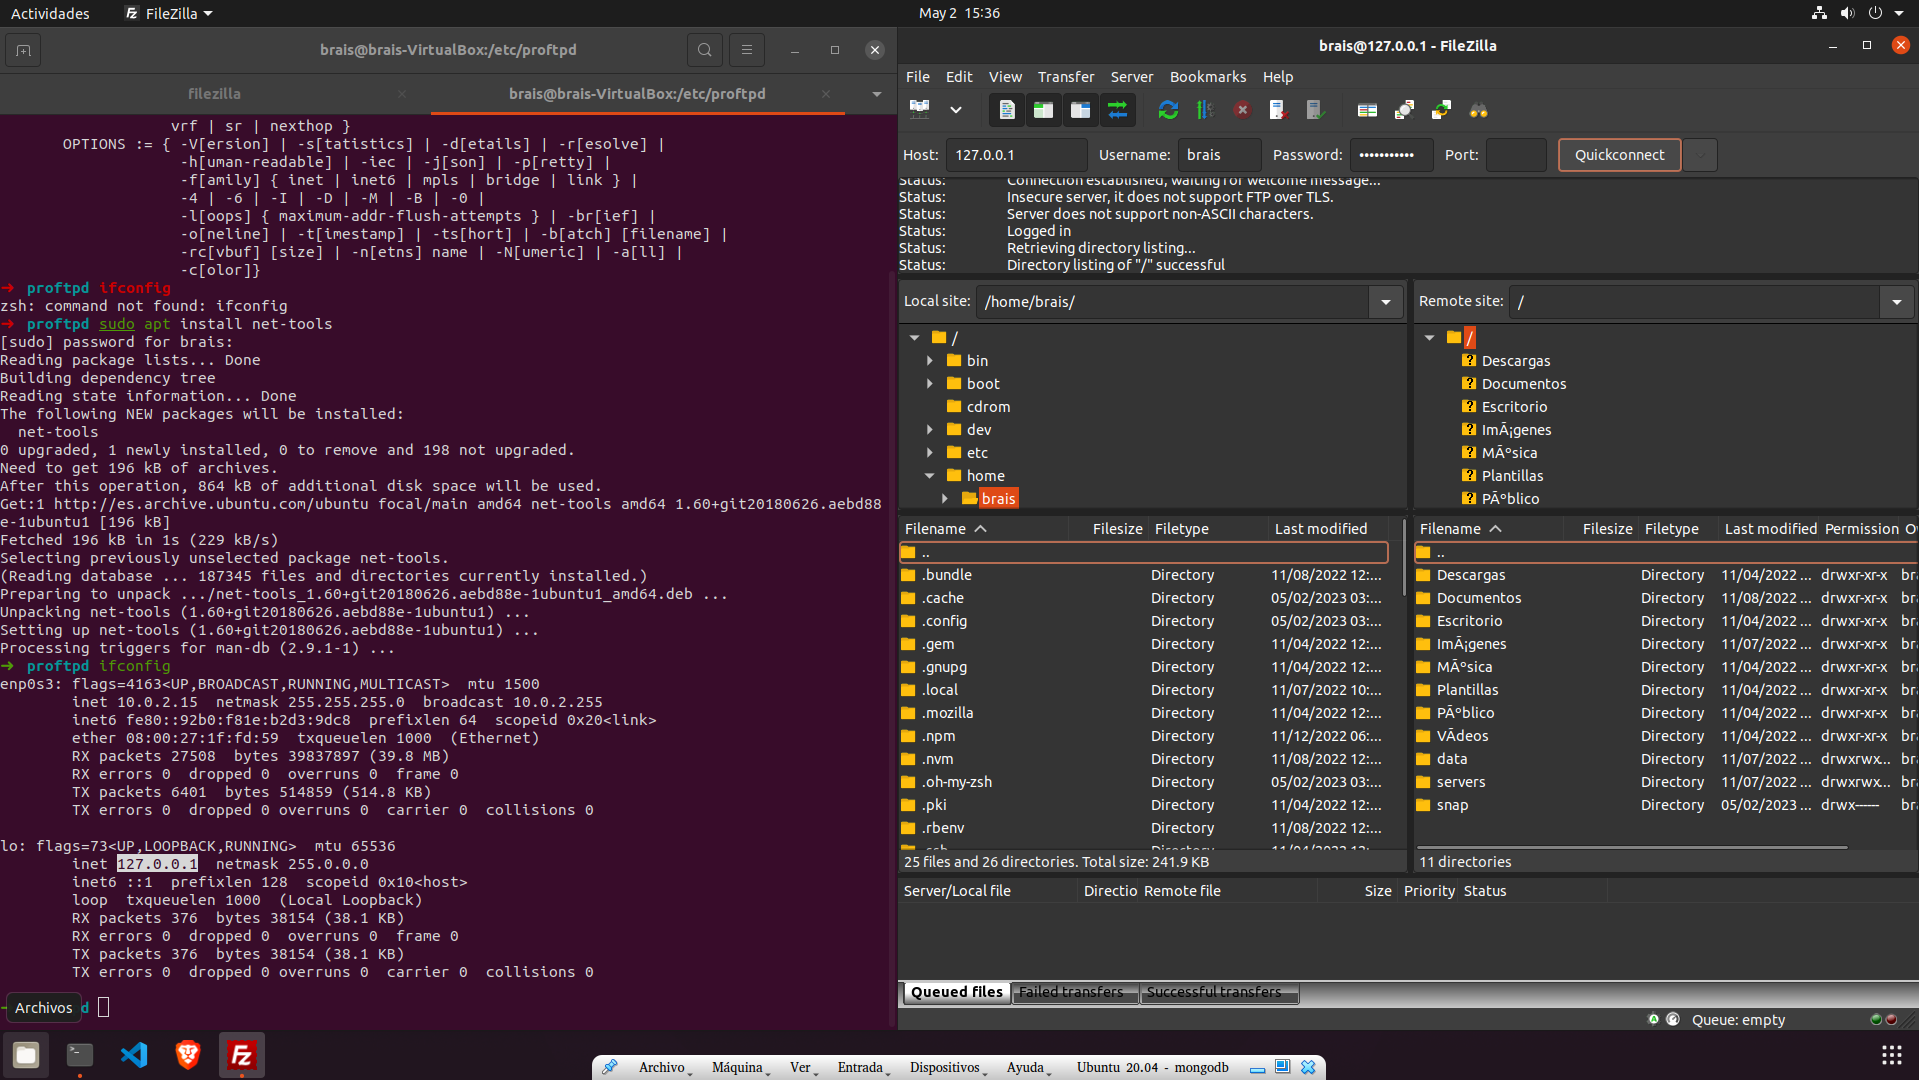 Actividades
FileZilla
May 2 15:36
brais@brais-VirtualBox:/etc/proftpd
filezilla
brais@brais-VirtualBox:/etc/proftpd
vrf | sr | nexthop }
OPTIONS := { -V[ersion] | -s[tatistics] | -d[etails] | -r[esolve] |
-h[uman-readable] | -iec | -j[son] | -p[retty] |
-f[amily] { inet | inet6 | mpls | bridge | link } |
-4 | -6 | -I | -D | -M | -B | -0 |
-l[oops] { maximum-addr-flush-attempts } | -br[ief] |
-o[neline] | -t[imestamp] | -ts[hort] | -b[atch] [filename] |
-rc[vbuf] [size] | -n[etns] name | -N[umeric] | -a[ll] |
-c[olor]}
➜ proftpd ifconfig
zsh: command not found: ifconfig
➜ proftpd sudo apt install net-tools
[sudo] password for brais:
Reading package lists... Done
Building dependency tree
Reading state information... Done
The following NEW packages will be installed:
net-tools
0 upgraded, 1 newly installed, 0 to remove and 198 not upgraded.
Need to get 196 kB of archives.
After this operation, 864 kB of additional disk space will be used.
Get:1 http://es.archive.ubuntu.com/ubuntu focal/main amd64 net-tools amd64 1.60+git20180626.aebd88
e-1ubuntu1 [196 kB]
Fetched 196 kB in 1s (229 kB/s)
Selecting previously unselected package net-tools.
(Reading database ... 187345 files and directories currently installed.)
Preparing to unpack .../net-tools_1.60+git20180626.aebd88e-1ubuntu1_amd64.deb ...
Unpacking net-tools (1.60+git20180626.aebd88e-1ubuntu1) ...
Setting up net-tools (1.60+git20180626.aebd88e-1ubuntu1) ...
Processing triggers for man-db (2.9.1-1) ...
➜ proftpd ifconfig
enp0s3: flags=4163<UP,BROADCAST,RUNNING,MULTICAST> mtu 1500
inet 10.0.2.15 netmask 255.255.255.0 broadcast 10.0.2.255
inet6 fe80::92b0:f81e:b2d3:9dc8 prefixlen 64 scopeid 0x20<link>
ether 08:00:27:1f:fd:59 txqueuelen 1000 (Ethernet)
RX packets 27508 bytes 39837897 (39.8 MB)
RX errors 0 dropped 0 overruns 0 frame 0
TX packets 6401 bytes 514859 (514.8 KB)
TX errors 0 dropped 0 overruns 0 carrier 0 collisions 0
lo: flags=73<UP,LOOPBACK,RUNNING> mtu 65536
inet 127.0.0.1 netmask 255.0.0.0
inet6 ::1 prefixlen 128 scopeid 0x10<host>
loop txqueuelen 1000 (Local Loopback)
RX packets 376 bytes 38154 (38.1 KB)
RX errors 0 dropped 0 overruns 0 frame 0
TX packets 376 bytes 38154 (38.1 KB)
TX errors 0 dropped 0 overruns 0 carrier 0 collisions 0
Archivos d
brais@127.0.0.1 - FileZilla
File Edit View Transfer Server Bookmarks Help
Host: 127.0.0.1 Username: brais Password: ••••••••••• Port: Quickconnect
Status: Connection established, waiting for welcome message...
Status: Insecure server, it does not support FTP over TLS.
Status: Server does not support non-ASCII characters.
Status: Logged in
Status: Retrieving directory listing...
Status: Directory listing of "/" successful
Local site: /home/brais/
/
bin
boot
cdrom
dev
etc
home
brais
Remote site: /
/
Descargas
Documentos
Escritorio
ImÃ¡genes
MÃºsica
Plantillas
PÃºblico
Filename Filesize Filetype Last modified
..
.bundle Directory 11/08/2022 12:...
.cache Directory 05/02/2023 03:...
.config Directory 05/02/2023 03:...
.gem Directory 11/04/2022 12:...
.gnupg Directory 11/04/2022 12:...
.local Directory 11/07/2022 10:...
.mozilla Directory 11/04/2022 12:...
.npm Directory 11/12/2022 06:...
.nvm Directory 11/08/2022 12:...
.oh-my-zsh Directory 05/02/2023 03:...
.pki Directory 11/04/2022 12:...
.rbenv Directory 11/08/2022 12:...
25 files and 26 directories. Total size: 241.9 KB
Filename Filesize Filetype Last modified Permission O
..
Descargas Directory 11/04/2022 ... drwxr-xr-x bra
Documentos Directory 11/08/2022 ... drwxr-xr-x bra
Escritorio Directory 11/04/2022 ... drwxr-xr-x bra
ImÃ¡genes Directory 11/07/2022 ... drwxr-xr-x bra
MÃºsica Directory 11/04/2022 ... drwxr-xr-x bra
Plantillas Directory 11/04/2022 ... drwxr-xr-x bra
PÃºblico Directory 11/04/2022 ... drwxr-xr-x bra
VÃdeos Directory 11/04/2022 ... drwxr-xr-x bra
data Directory 11/07/2022 ... drwxrwx... bra
servers Directory 11/07/2022 ... drwxrwx... bra
snap Directory 05/02/2023 ... drwx------ bra
11 directories
Server/Local file Directio Remote file Size Priority Status
Queued files Failed transfers Successful transfers
Queue: empty
Archivo Máquina Ver Entrada Dispositivos Ayuda Ubuntu 20.04 - mongodb